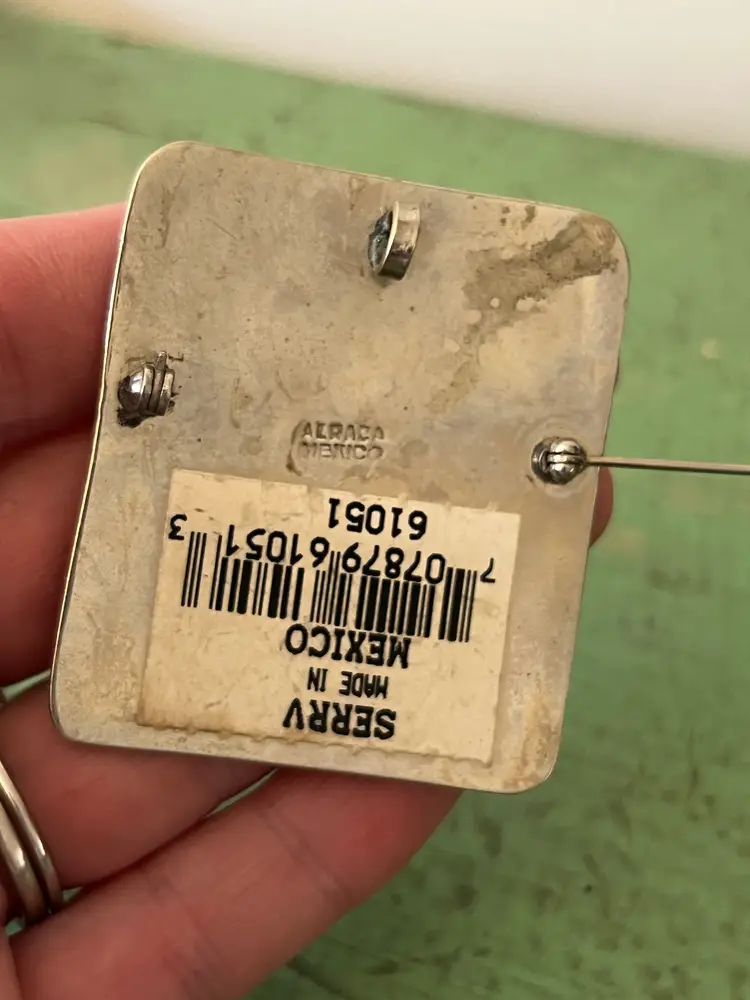 ALPACA
MEXICO
SERRV
MADE IN
MEXICO
7 07879 61051 3
61051